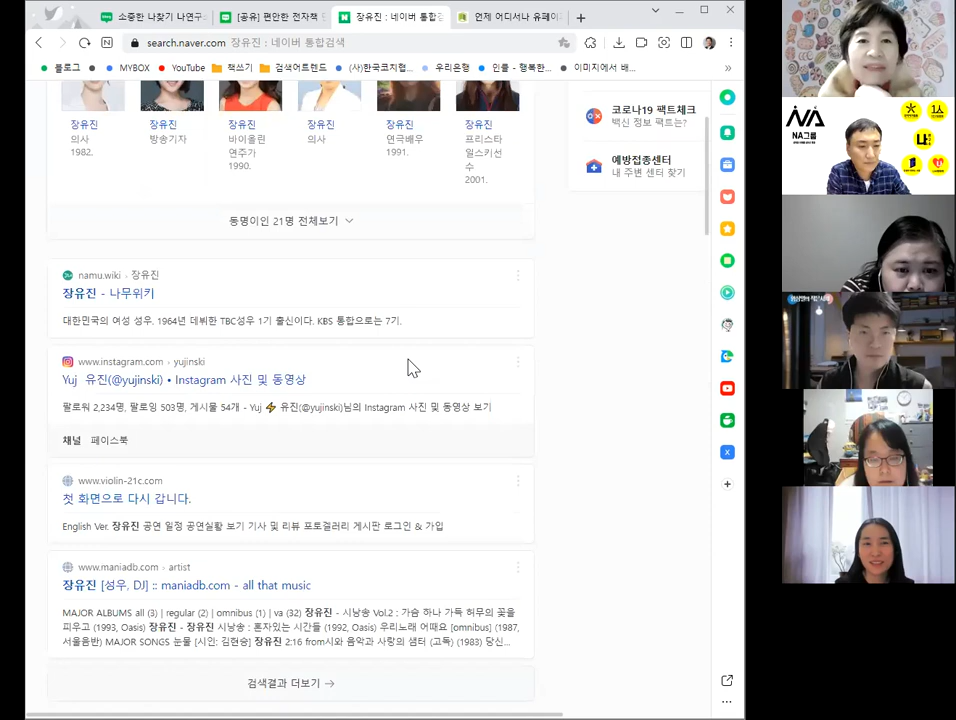 소중한 나찾기 나연구
[공유] 편안한 전자책
장유진 : 네이버 통합검
언제 어디서나 유페이
search.naver.com 장유진 : 네이버 통합검색
블로그
MYBOX
YouTube
책쓰기
검색어트렌드
(사)한국코치협...
우리은행
인클 - 행복한...
이미지에서 배...
장유진 의사 1982.
장유진 방송기자
장유진 바이올린 연주가 1990.
장유진 의사
장유진 연극배우 1991.
장유진 프리스타일스키선수 2001.
동명이인 21명 전체보기
코로나19 팩트체크
백신 정보 팩트는?
예방접종센터
내 주변 센터 찾기
namu.wiki › 장유진
장유진 - 나무위키
대한민국의 여성 성우. 1964년 데뷔한 TBC성우 1기 출신이다. KBS 통합으로는 7기.
www.instagram.com › yujinski
Yuj 유진(@yujinski) • Instagram 사진 및 동영상
팔로워 2,234명, 팔로잉 503명, 게시물 54개 - Yuj ⚡ 유진(@yujinski)님의 Instagram 사진 및 동영상 보기
채널 페이스북
www.violin-21c.com
첫 화면으로 다시 갑니다.
English Ver. 장유진 공연 일정 공연실황 보기 기사 및 리뷰 포토겔러리 게시판 로그인 & 가입
www.maniadb.com › artist
장유진 [성우, DJ] :: maniadb.com - all that music
MAJOR ALBUMS all (3) | regular (2) | omnibus (1) | va (32) 장유진 - 시낭송 Vol.2 : 가슴 하나 가득 허무의 꽃을
피우고 (1993, Oasis) 장유진 - 장유진 시낭송 : 혼자있는 시간들 (1992, Oasis) 우리노래 어때요 [omnibus] (1987,
서울음반) MAJOR SONGS 눈물 [시인: 김현승] 장유진 2:16 from시와 음악과 사랑의 샘터 (고독) (1983) 당신...
검색결과 더보기 →
NA
NA그룹
나
1人